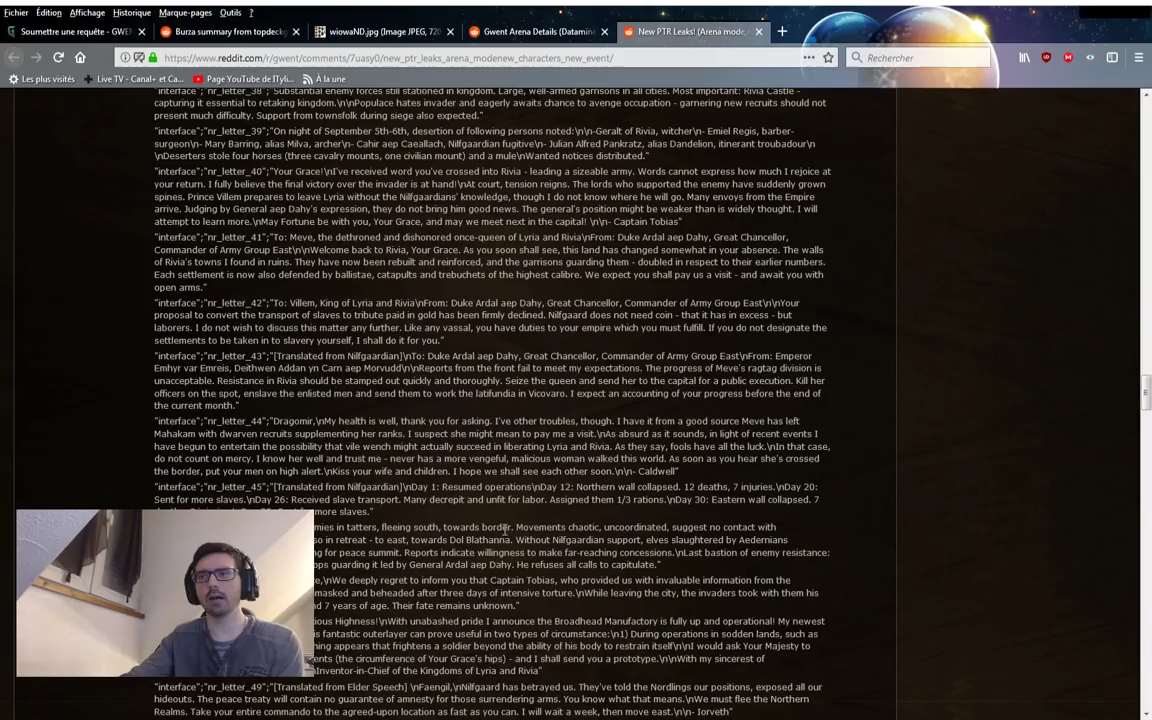 Fichier Édition Affichage Historique Marque-pages Outils ?
Soumettre une requête - GWEN
Burza summary from topdeckg
wiowaND.jpg (Image JPEG, 720
Gwent Arena Details (Datamine
New PTR Leaks! (Arena mode,n
https://www.reddit.com/r/gwent/comments/7uasy0/new_ptr_leaks_arena_modenew_characters_new_event/
Rechercher
Les plus visités
Live TV - Canal+ et Ca...
Page YouTube de ITyli...
À la une
"interface";"nr_letter_38";"Substantial enemy forces still stationed in kingdom. Large, well-armed garrisons in all cities. Most important: Rivia Castle -
capturing it essential to retaking kingdom.\n\nPopulace hates invader and eagerly awaits chance to avenge occupation - garnering new recruits should not
present much difficulty. Support from townsfolk during siege also expected."
"interface";"nr_letter_39";"On night of September 5th-6th, desertion of following persons noted:\n\n-Geralt of Rivia, witcher\n- Emiel Regis, barber-
surgeon\n- Mary Barring, alias Milva, archer\n- Cahir aep Caeallach, Nilfgaardian fugitive\n- Julian Alfred Pankratz, alias Dandelion, itinerant troubadour\n
\nDeserters stole four horses (three cavalry mounts, one civilian mount) and a mule\nWanted notices distributed."
"interface";"nr_letter_40";"Your Grace!\nI've received word you've crossed into Rivia - leading a sizeable army. Words cannot express how much I rejoice at
your return. I fully believe the final victory over the invader is at hand!\nAt court, tension reigns. The lords who supported the enemy have suddenly grown
spines. Prince Villem prepares to leave Lyria without the Nilfgaardians' knowledge, though I do not know where he will go. Many envoys from the Empire
arrive. Judging by General aep Dahy's expression, they do not bring him good news. The general's position might be weaker than is widely thought. I will
attempt to learn more.\nMay Fortune be with you, Your Grace, and may we meet next in the capital! \n\n- Captain Tobias"
"interface";"nr_letter_41";"To: Meve, the dethroned and dishonored once-queen of Lyria and Rivia\nFrom: Duke Ardal aep Dahy, Great Chancellor,
Commander of Army Group East\n\nWelcome back to Rivia, Your Grace. As you soon shall see, this land has changed somewhat in your absence. The walls
of Rivia's towns I found in ruins. They have now been rebuilt and reinforced, and the garrisons guarding them - doubled in respect to their earlier numbers.
Each settlement is now also defended by ballistae, catapults and trebuchets of the highest calibre. We expect you shall pay us a visit - and await you with
open arms."
"interface";"nr_letter_42";"To: Villem, King of Lyria and Rivia\nFrom: Duke Ardal aep Dahy, Great Chancellor, Commander of Army Group East\n\nYour
proposal to convert the transport of slaves to tribute paid in gold has been firmly declined. Nilfgaard does not need coin - that it has in excess - but
laborers. I do not wish to discuss this matter any further. Like any vassal, you have duties to your empire which you must fulfill. If you do not designate the
settlements to be taken in to slavery yourself, I shall do it for you."
"interface";"nr_letter_43";"[Translated from Nilfgaardian]\nTo: Duke Ardal aep Dahy, Great Chancellor, Commander of Army Group East\nFrom: Emperor
Emhyr var Emreis, Deithwen Addan yn Carn aep Morvudd\n\nReports from the front fail to meet my expectations. The progress of Meve's ragtag division is
unacceptable. Resistance in Rivia should be stamped out quickly and thoroughly. Seize the queen and send her to the capital for a public execution. Kill her
officers on the spot, enslave the enlisted men and send them to work the latifundia in Vicovaro. I expect an accounting of your progress before the end of
the current month."
"interface";"nr_letter_44";"Dragomir,\nMy health is well, thank you for asking. I've other troubles, though. I have it from a good source Meve has left
Mahakam with dwarven recruits supplementing her ranks. I suspect she might mean to pay me a visit.\nAs absurd as it sounds, in light of recent events I
have begun to entertain the possibility that vile wench might actually succeed in liberating Lyria and Rivia. As they say, fools have all the luck.\nIn that case,
do not count on mercy. I know her well and trust me - never has a more vengeful, malicious woman walked this world. As soon as you hear she's crossed
the border, put your men on high alert.\nKiss your wife and children. I hope we shall see each other soon.\n\n- Caldwell"
"interface";"nr_letter_45";"[Translated from Nilfgaardian]\nDay 1: Resumed operations\nDay 12: Northern wall collapsed. 12 deaths, 7 injuries.\nDay 20:
Sent for more slaves.\nDay 26: Received slave transport. Many decrepit and unfit for labor. Assigned them 1/3 rations.\nDay 30: Eastern wall collapsed. 7
for more slaves."
mies in tatters, fleeing south, towards border. Movements chaotic, uncoordinated, suggest no contact with
so in retreat - to east, towards Dol Blathanna. Without Nilfgaardian support, elves slaughtered by Aedernians
ng for peace summit. Reports indicate willingness to make far-reaching concessions.\nLast bastion of enemy resistance:
ops guarding it led by General Ardal aep Dahy. He refuses all calls to capitulate."
,\nWe deeply regret to inform you that Captain Tobias, who provided us with invaluable information from the
masked and beheaded after three days of intensive torture.\nWhile leaving the city, the invaders took with them his
d 7 years of age. Their fate remains unknown."
cious Highness!\nWith unabashed pride I announce the Broadhead Manufactory is fully up and operational! My newest
is fantastic outerlayer can prove useful in two types of circumstance:\n1) During operations in sodden lands, such as
ning appears that frightens a soldier beyond the ability of his body to restrain itself\n\nI would ask Your Majesty to
ents (the circumference of Your Grace's hips) - and I shall send you a prototype.\nWith my sincerest of
Inventor-in-Chief of the Kingdoms of Lyria and Rivia\n"
"interface";"nr_letter_49";"[Translated from Elder Speech] \nFaengil,\nNilfgaard has betrayed us. They've told the Nordlings our positions, exposed all our
hideouts. The peace treaty will contain no guarantee of amnesty for those surrendering arms. You know what that means.\nWe must flee the Northern
Realms. Take your entire commando to the agreed-upon location as fast as you can. I will wait a week, then move east.\n\n- Iorveth"